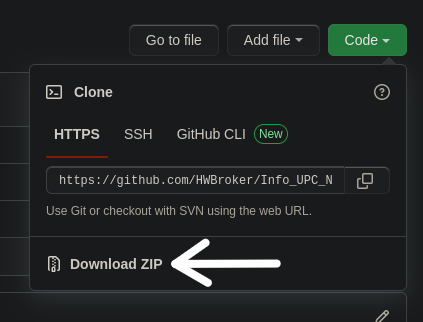 Go to file Add file Code
Clone
HTTPS SSH GitHub CLI New
https://github.com/HWBroker/Info_UPC_N
Use Git or checkout with SVN using the web URL.
Download ZIP